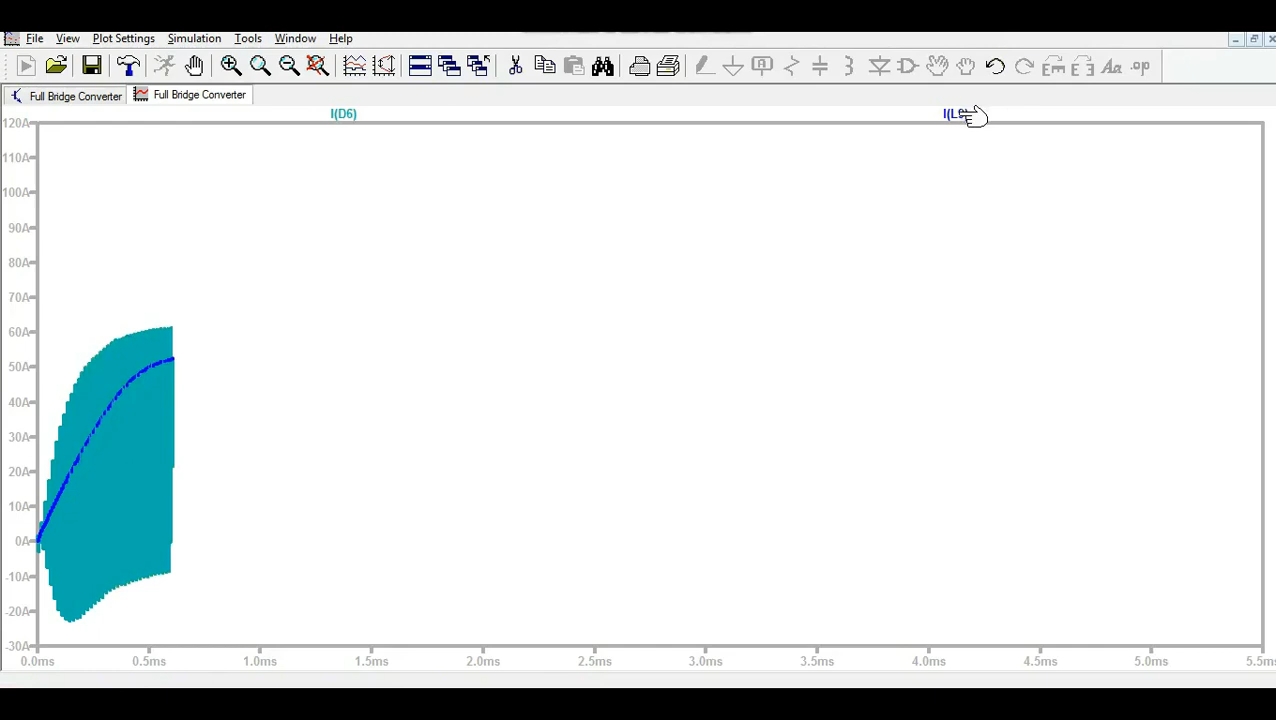 File View Plot Settings Simulation Tools Window Help
Full Bridge Converter Full Bridge Converter
I(D6)
120A
110A
100A
90A
80A
70A
60A
50A
40A
30A
20A
10A
0A
-10A
-20A
-30A
0.0ms 0.5ms 1.0ms 1.5ms 2.0ms 2.5ms 3.0ms 3.5ms 4.0ms 4.5ms 5.0ms 5.5ms